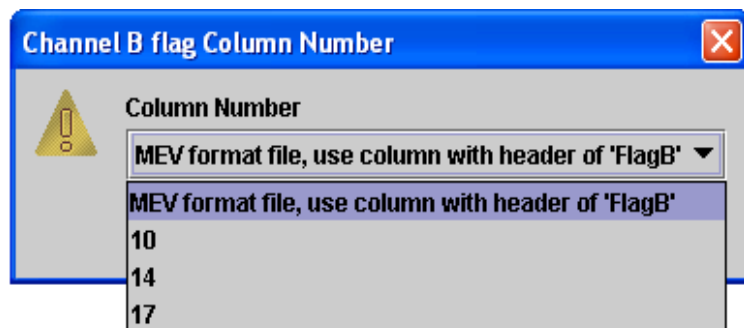 Channel B flag Column Number
Column Number
MEV format file, use column with header of 'FlagB'
MEV format file, use column with header of 'FlagB'
10
14
17